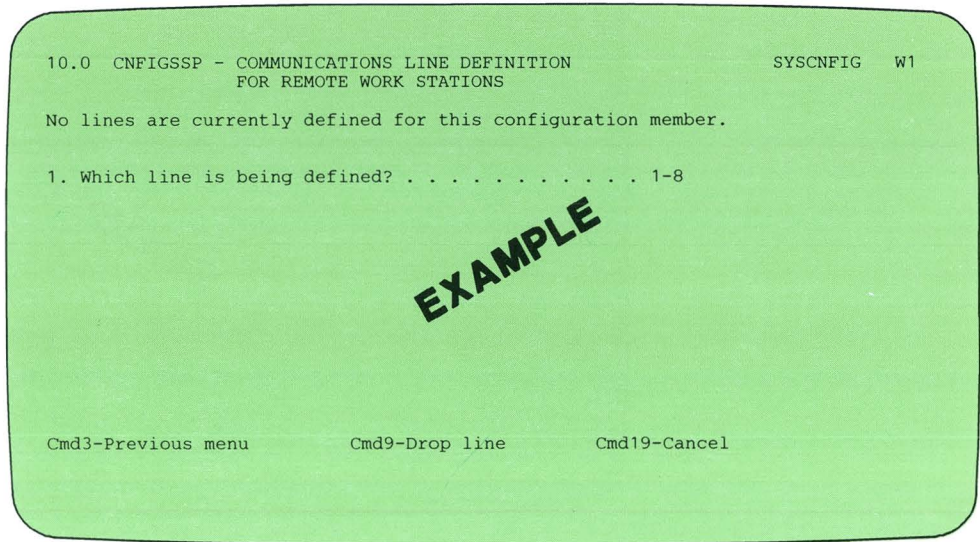 10.0 CNFIGSSP - COMMUNICATIONS LINE DEFINITION SYSCNFIG W1
FOR REMOTE WORK STATIONS
No lines are currently defined for this configuration member.
1. Which line is being defined? . . . . . . . . . . . . 1-8
EXAMPLE
Cmd3-Previous menu Cmd9-Drop line Cmd19-Cancel